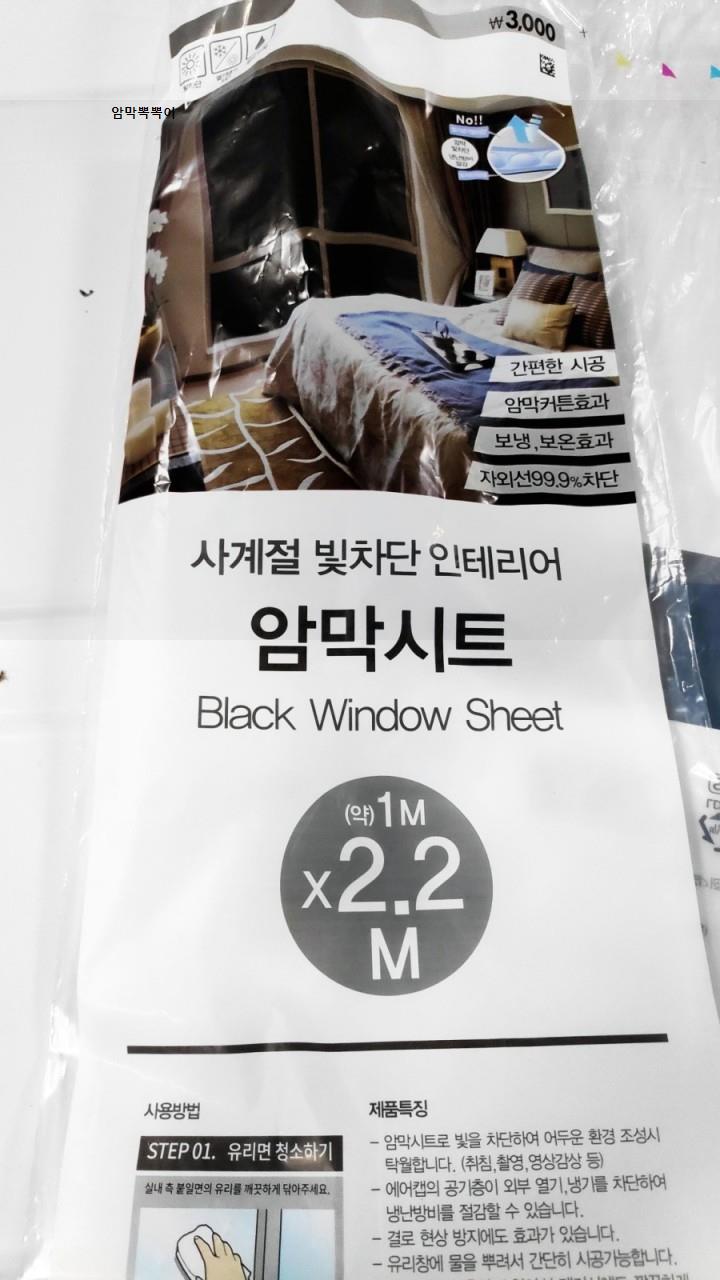 ₩3,000
암막뽁뽁이
No!!
간편한 시공
암막커튼효과
보냉,보온효과
자외선99.9%차단
사계절 빛차단 인테리어
암막시트
Black Window Sheet
(약)1M
x2.2
M
사용방법
STEP 01. 유리면 청소하기
실내 측 붙일면의 유리를 깨끗하게 닦아주세요.
제품특징
- 암막시트로 빛을 차단하여 어두운 환경 조성시
탁월합니다. (취침,촬영,영상감상 등)
- 에어캡의 공기층이 외부 열기,냉기를 차단하여
냉난방비를 절감할 수 있습니다.
- 결로 현상 방지에도 효과가 있습니다.
- 유리창에 물을 뿌려서 간단히 시공가능합니다.